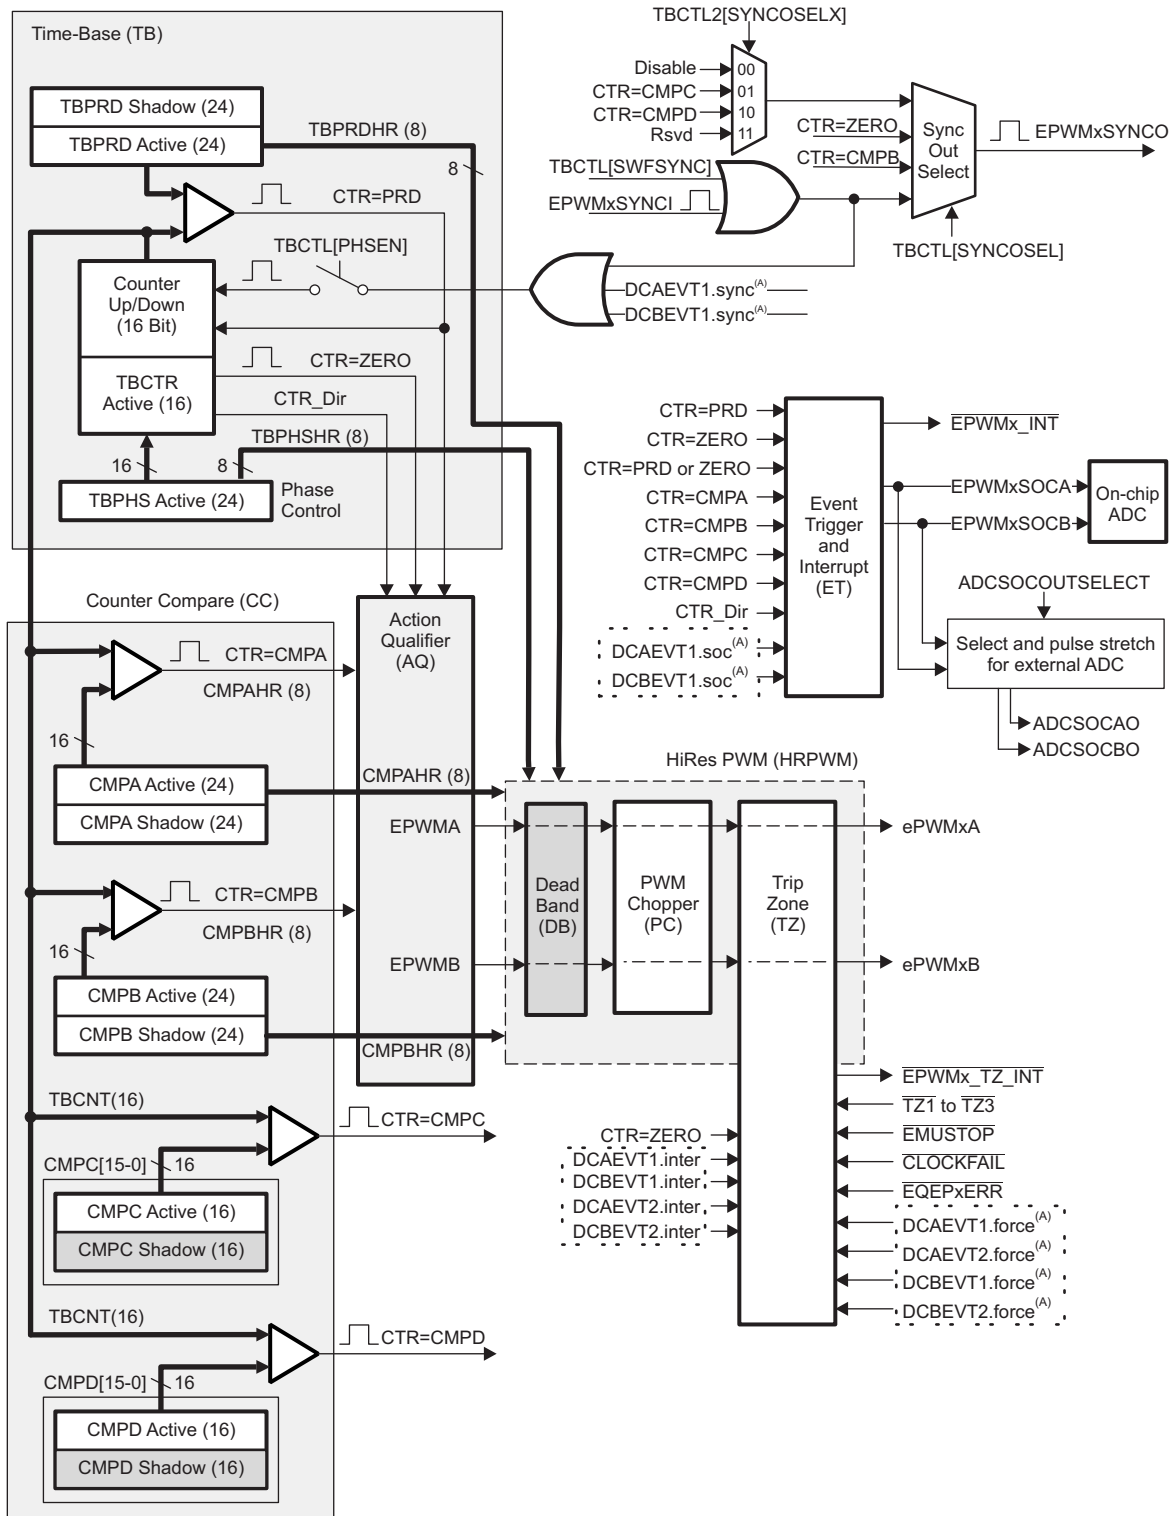 Time-Base (TB)
TBPRD Shadow (24)
TBPRD Active (24)
TBPRDHR (8)
8
CTR=PRD
TBCTL[PHSEN]
Counter
Up/Down
(16 Bit)
CTR=ZERO
TBCTR
Active (16)
CTR_Dir
TBPHSHR (8)
16
8
TBPHS Active (24)
Phase
Control
TBCTL2[SYNCOSELX]
Disable
00
CTR=CMPC
01
CTR=CMPD
10
Rsvd
11
CTR=ZERO
CTR=CMPB
Sync
Out
Select
EPWMxSYNCO
TBCTL[SWFSYNC]
EPWMxSYNCI
TBCTL[SYNCOSEL]
DCAEVT1.sync(A)
DCBEVT1.sync(A)
CTR=PRD
CTR=ZERO
CTR=PRD or ZERO
CTR=CMPA
CTR=CMPB
CTR=CMPC
CTR=CMPD
CTR_Dir
DCAEVT1.soc(A)
DCBEVT1.soc(A)
Event
Trigger
and
Interrupt
(ET)
EPWMx_INT
EPWMxSOCA
EPWMxSOCB
On-chip
ADC
ADCSOCOUTSELECT
Select and pulse stretch
for external ADC
ADCSOCAO
ADCSOCBO
Counter Compare (CC)
Action
Qualifier
(AQ)
CTR=CMPA
CMPAHR (8)
16
CMPA Active (24)
CMPA Shadow (24)
CMPAHR (8)
EPWMA
CTR=CMPB
CMPBHR (8)
16
EPWMB
CMPB Active (24)
CMPB Shadow (24)
CMPBHR (8)
HiRes PWM (HRPWM)
Dead
Band
(DB)
PWM
Chopper
(PC)
Trip
Zone
(TZ)
ePWMxA
ePWMxB
EPWMx_TZ_INT
TZ1 to TZ3
EMUSTOP
CLOCKFAIL
EQEPxERR
DCAEVT1.force(A)
DCAEVT2.force(A)
DCBEVT1.force(A)
DCBEVT2.force(A)
CTR=ZERO
DCAEVT1.inter
DCBEVT1.inter
DCAEVT2.inter
DCBEVT2.inter
TBCNT(16)
CTR=CMPC
CMPC[15-0]
16
CMPC Active (16)
CMPC Shadow (16)
TBCNT(16)
CTR=CMPD
CMPD[15-0]
16
CMPD Active (16)
CMPD Shadow (16)